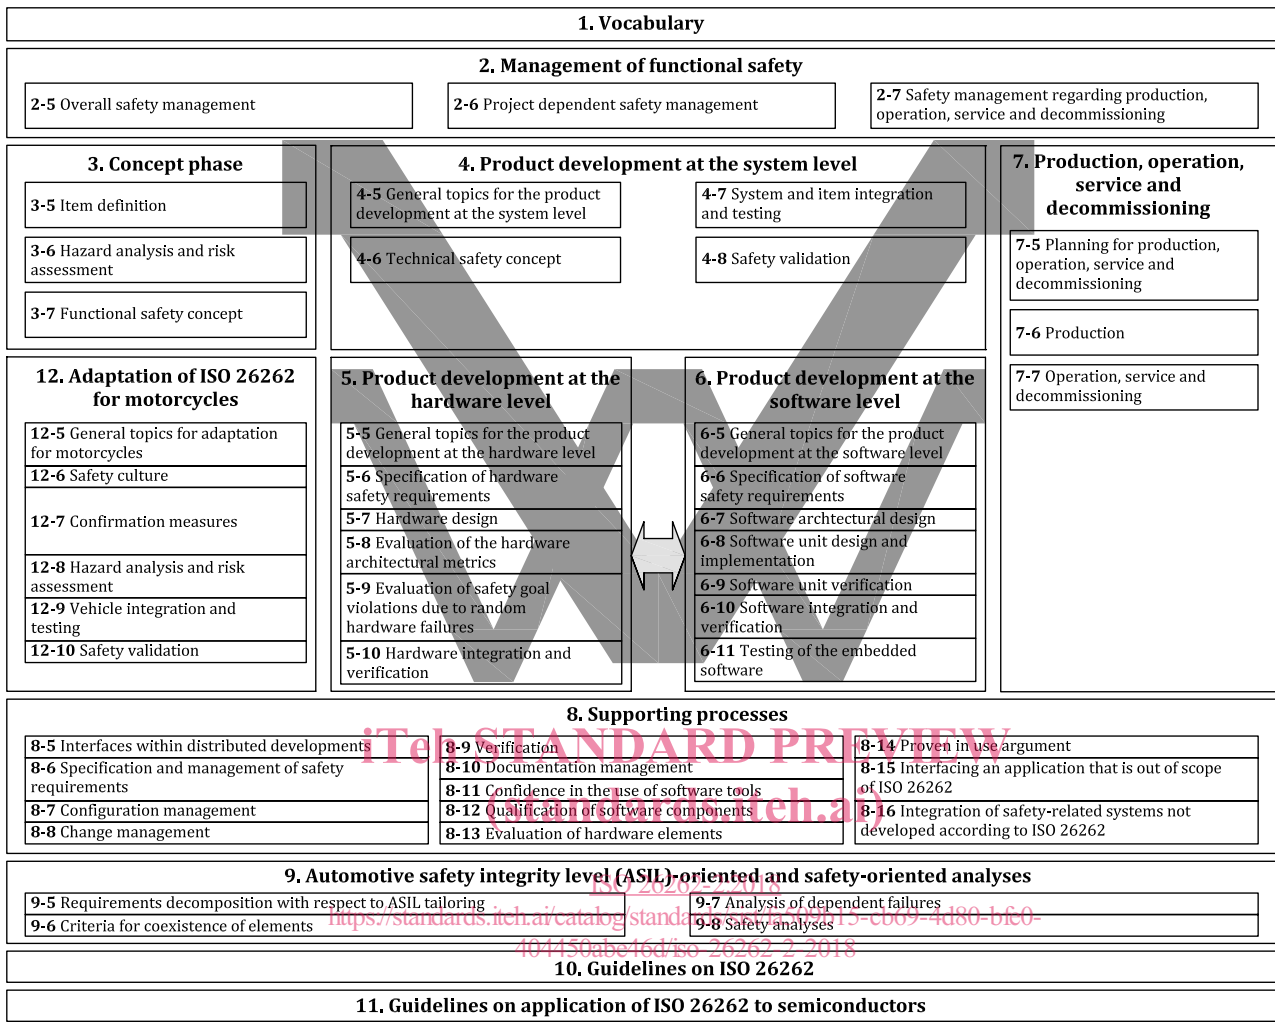 1. Vocabulary
2. Management of functional safety
2-5 Overall safety management
2-6 Project dependent safety management
2-7 Safety management regarding production,
operation, service and decommissioning
3. Concept phase
3-5 Item definition
3-6 Hazard analysis and risk
assessment
3-7 Functional safety concept
4. Product development at the system level
4-5 General topics for the product
development at the system level
4-6 Technical safety concept
4-7 System and item integration
and testing
4-8 Safety validation
7. Production, operation,
service and
decommissioning
7-5 Planning for production,
operation, service and
decommissioning
7-6 Production
7-7 Operation, service and
decommissioning
12. Adaptation of ISO 26262
for motorcycles
12-5 General topics for adaptation
for motorcycles
12-6 Safety culture
12-7 Confirmation measures
12-8 Hazard analysis and risk
assessment
12-9 Vehicle integration and
testing
12-10 Safety validation
5. Product development at the
hardware level
5-5 General topics for the product
development at the hardware level
5-6 Specification of hardware
safety requirements
5-7 Hardware design
5-8 Evaluation of the hardware
architectural metrics
5-9 Evaluation of safety goal
violations due to random
hardware failures
5-10 Hardware integration and
verification
6. Product development at the
software level
6-5 General topics for the product
development at the software level
6-6 Specification of software
safety requirements
6-7 Software archtectural design
6-8 Software unit design and
implementation
6-9 Software unit verification
6-10 Software integration and
verification
6-11 Testing of the embedded
software
8. Supporting processes
iTeh STANDARD PREVIEW
(standards.iteh.ai)
8-5 Interfaces within distributed developments
8-6 Specification and management of safety
requirements
8-7 Configuration management
8-8 Change management
8-9 Verification
8-10 Documentation management
8-11 Confidence in the use of software tools
8-12 Qualification of software components
8-13 Evaluation of hardware elements
8-14 Proven in use argument
8-15 Interfacing an application that is out of scope
of ISO 26262
8-16 Integration of safety-related systems not
developed according to ISO 26262
9. Automotive safety integrity level (ASIL)-oriented and safety-oriented analyses
ISO 26262-2:2018
9-5 Requirements decomposition with respect to ASIL tailoring
9-6 Criteria for coexistence of elements
9-7 Analysis of dependent failures
9-8 Safety analyses
404450abe46d/iso-26262-2-2018
10. Guidelines on ISO 26262
11. Guidelines on application of ISO 26262 to semiconductors